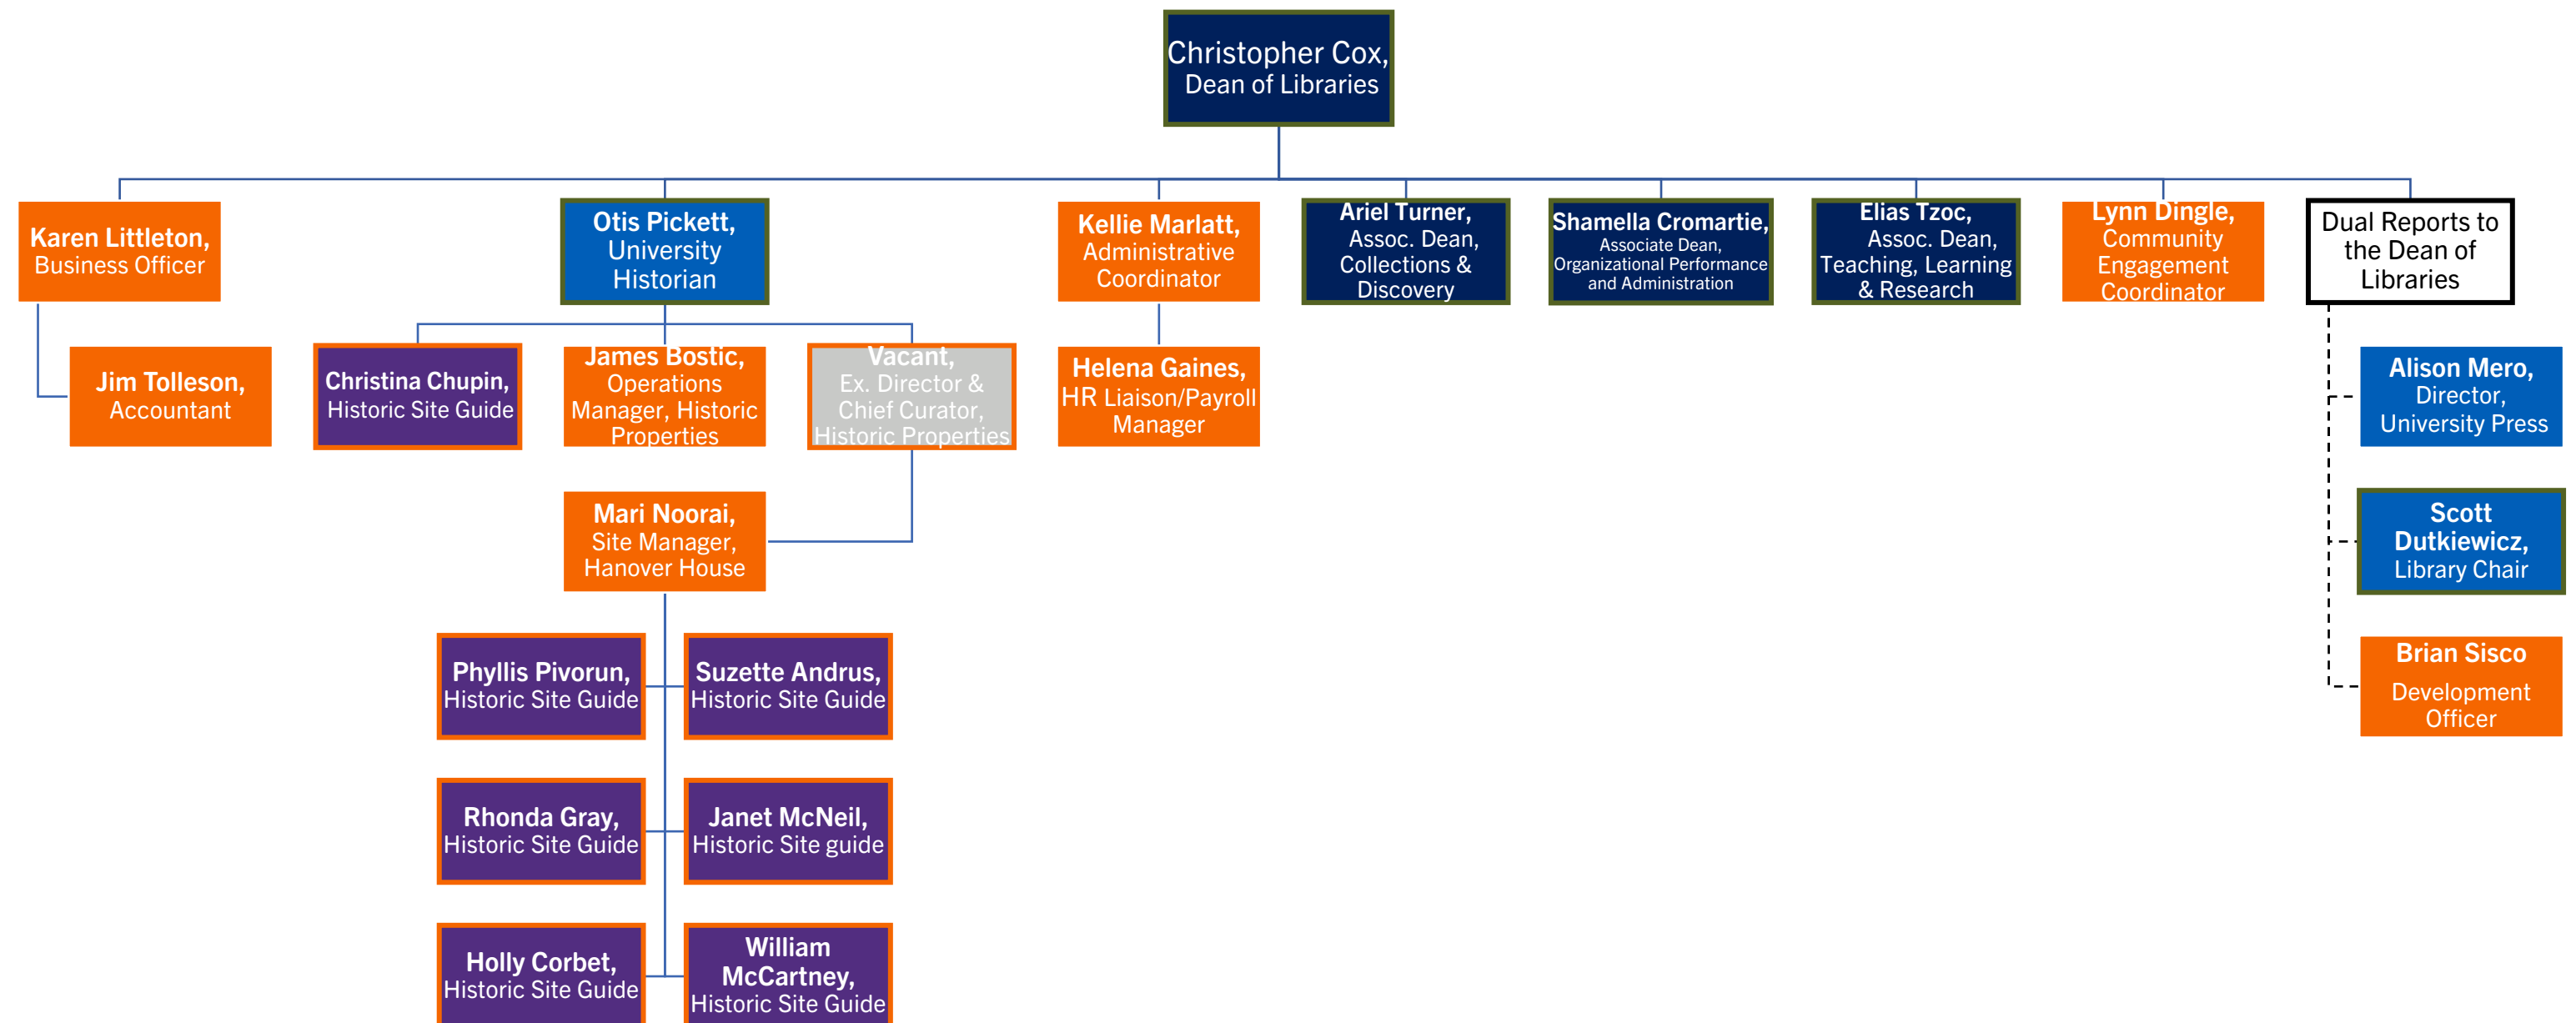 Christopher Cox,
Dean of Libraries
Karen Littleton,
Business Officer
Otis Pickett,
University
Historian
Kellie Marlatt,
Administrative
Coordinator
Ariel Turner,
Assoc. Dean,
Collections &
Discovery
Shamella Cromartie,
Associate Dean,
Organizational Performance
and Administration
Elias Tzoc,
Assoc. Dean,
Teaching, Learning
& Research
Lynn Dingle,
Community
Engagement
Coordinator
Dual Reports to
the Dean of
Libraries
Jim Tolleson,
Accountant
Christina Chupin,
Historic Site Guide
James Bostic,
Operations
Manager, Historic
Properties
Vacant,
Ex. Director &
Chief Curator,
Historic Properties
Helena Gaines,
HR Liaison/Payroll
Manager
Alison Mero,
Director,
University Press
Mari Noorai,
Site Manager,
Hanover House
Scott
Dutkiewicz,
Library Chair
Phyllis Pivorun,
Historic Site Guide
Suzette Andrus,
Historic Site Guide
Brian Sisco
Development
Officer
Rhonda Gray,
Historic Site Guide
Janet McNeil,
Historic Site guide
Holly Corbet,
Historic Site Guide
William
McCartney,
Historic Site Guide